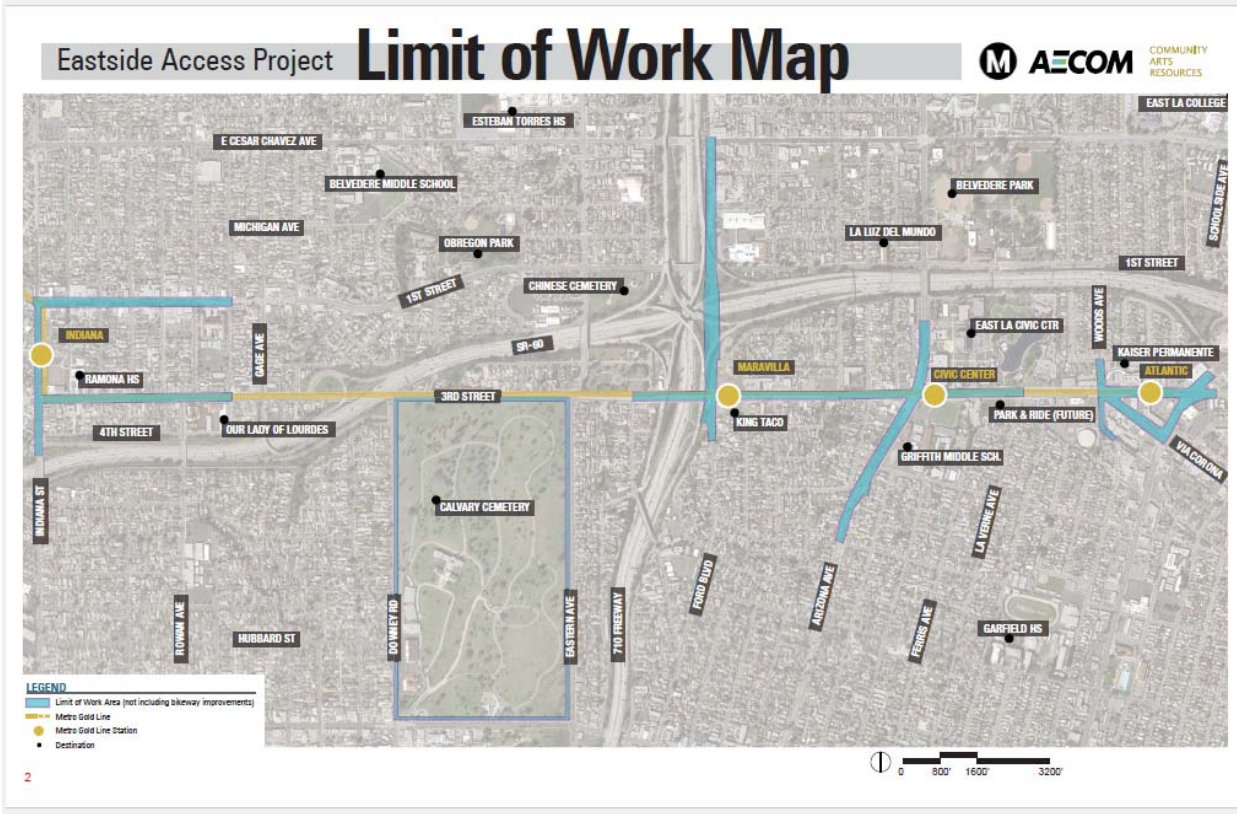 Eastside Access Project Limit of Work Map
M AECOM
COMMUNITY
ARTS
RESOURCES
EAST LA COLLEGE
ESTEBAN TORRES HS
E CESAR CHAVEZ AVE
BELVEDERE MIDDLE SCHOOL
BELVEDERE PARK
SCHOOLSIDE AVE
MICHIGAN AVE
LA LUZ DEL MUNDO
OBREGON PARK
1ST STREET
1ST STREET
CHINESE CEMETERY
WOODS AVE
EAST LA CIVIC CTR
INDIANA
GAGE AVE
SR-60
KAISER PERMANENTE
MARAVILLA
CIVIC CENTER
ATLANTIC
RAMONA HS
3RD STREET
PARK & RIDE (FUTURE)
KING TACO
4TH STREET
OUR LADY OF LOURDES
VIA CORONA
GRIFFITH MIDDLE SCH.
INDIANA ST
CALVARY CEMETERY
LA VERNE AVE
FORD BLVD
ARIZONA AVE
ROWAN AVE
HUBBARD ST
DOWNEY RD
EASTERN AVE
710 FREEWAY
FERRIS AVE
GARFIELD HS
LEGEND
Limit of Work Area (not including bikeway improvements)
Metro Gold Line
Metro Gold Line Station
Destination
0 800' 1600' 3200'
2